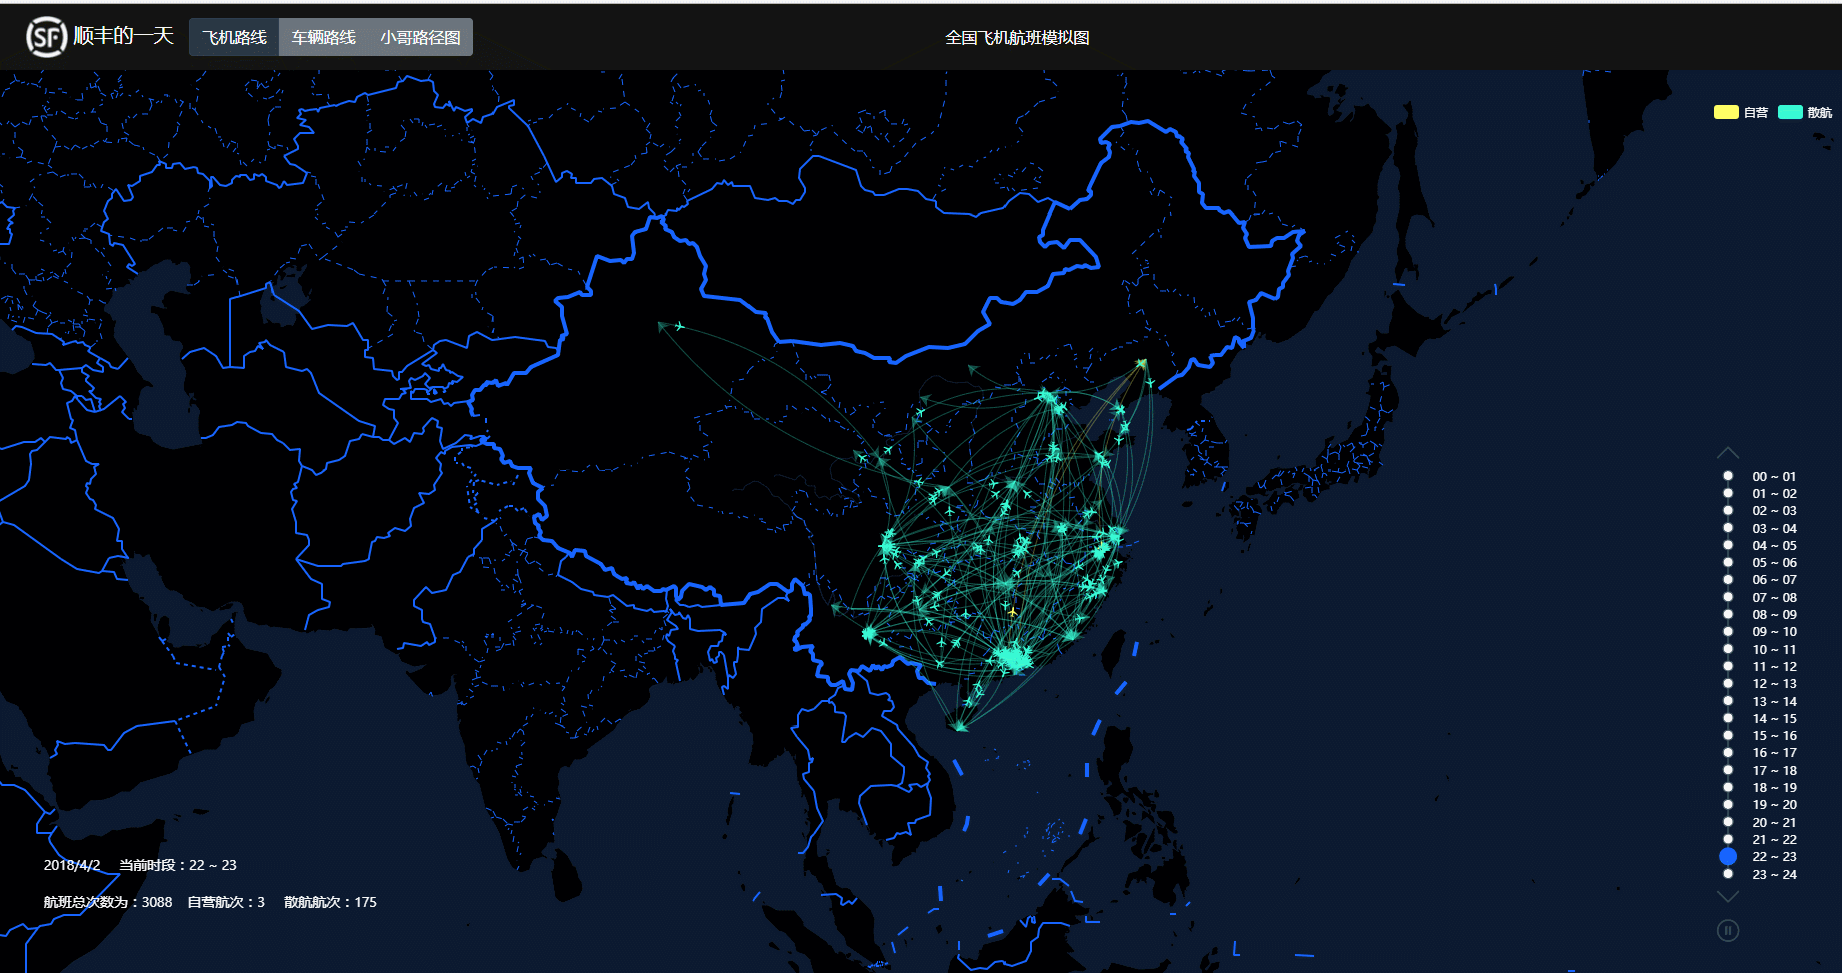 SF 顺丰的一天 飞机路线 车辆路线 小哥路径图 全国飞机航班模拟图
自营 散航
00 ~ 01
01 ~ 02
02 ~ 03
03 ~ 04
04 ~ 05
05 ~ 06
06 ~ 07
07 ~ 08
08 ~ 09
09 ~ 10
10 ~ 11
11 ~ 12
12 ~ 13
13 ~ 14
14 ~ 15
15 ~ 16
16 ~ 17
17 ~ 18
18 ~ 19
19 ~ 20
20 ~ 21
21 ~ 22
22 ~ 23
23 ~ 24
2018/4/2 当前时段：22 ~ 23
航班总次数为：3088 自营航次：3 散航航次：175